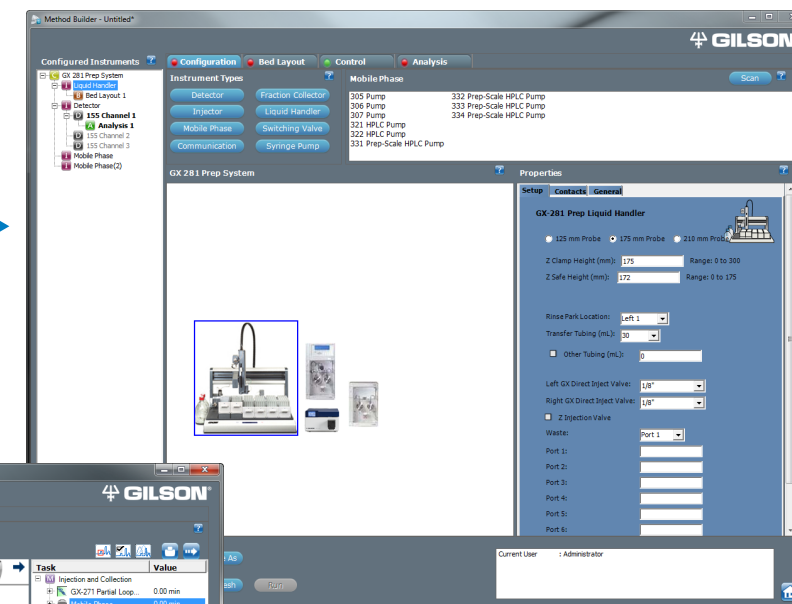 Method Builder - Untitled*
GILSON
Configured Instruments ?
Configuration
Bed Layout
Control
Analysis
GX 281 Prep System
Liquid Handler
B Bed Layout 1
Detector
D 155 Channel 1
A Analysis 1
D 155 Channel 2
D 155 Channel 3
Mobile Phase
Mobile Phase(2)
Instrument Types ?
Detector Fraction Collector
Injector Liquid Handler
Mobile Phase Switching Valve
Communication Syringe Pump
Mobile Phase
Scan ?
305 Pump 332 Prep-Scale HPLC Pump
306 Pump 333 Prep-Scale HPLC Pump
307 Pump 334 Prep-Scale HPLC Pump
321 HPLC Pump
322 HPLC Pump
331 Prep-Scale HPLC Pump
GX 281 Prep System ?
Properties ?
Setup Contacts General
GX-281 Prep Liquid Handler
125 mm Probe 175 mm Probe 210 mm Probe
Z Clamp Height (mm): 175 Range: 0 to 300
Z Safe Height (mm): 172 Range: 0 to 175
Rinse Park Location: Left 1
Transfer Tubing (mL): 30
Other Tubing (mL): 0
Left GX Direct Inject Valve: 1/8"
Right GX Direct Inject Valve: 1/8"
Z Injection Valve
Waste: Port 1
Port 1:
Port 2:
Port 3:
Port 4:
Port 5:
Port 6:
As
esh
Run
Current User : Administrator
GILSON
?
Task Value
M Injection and Collection
GX-271 Partial Loop... 0.00 min
Mobile Phase 0.00 min